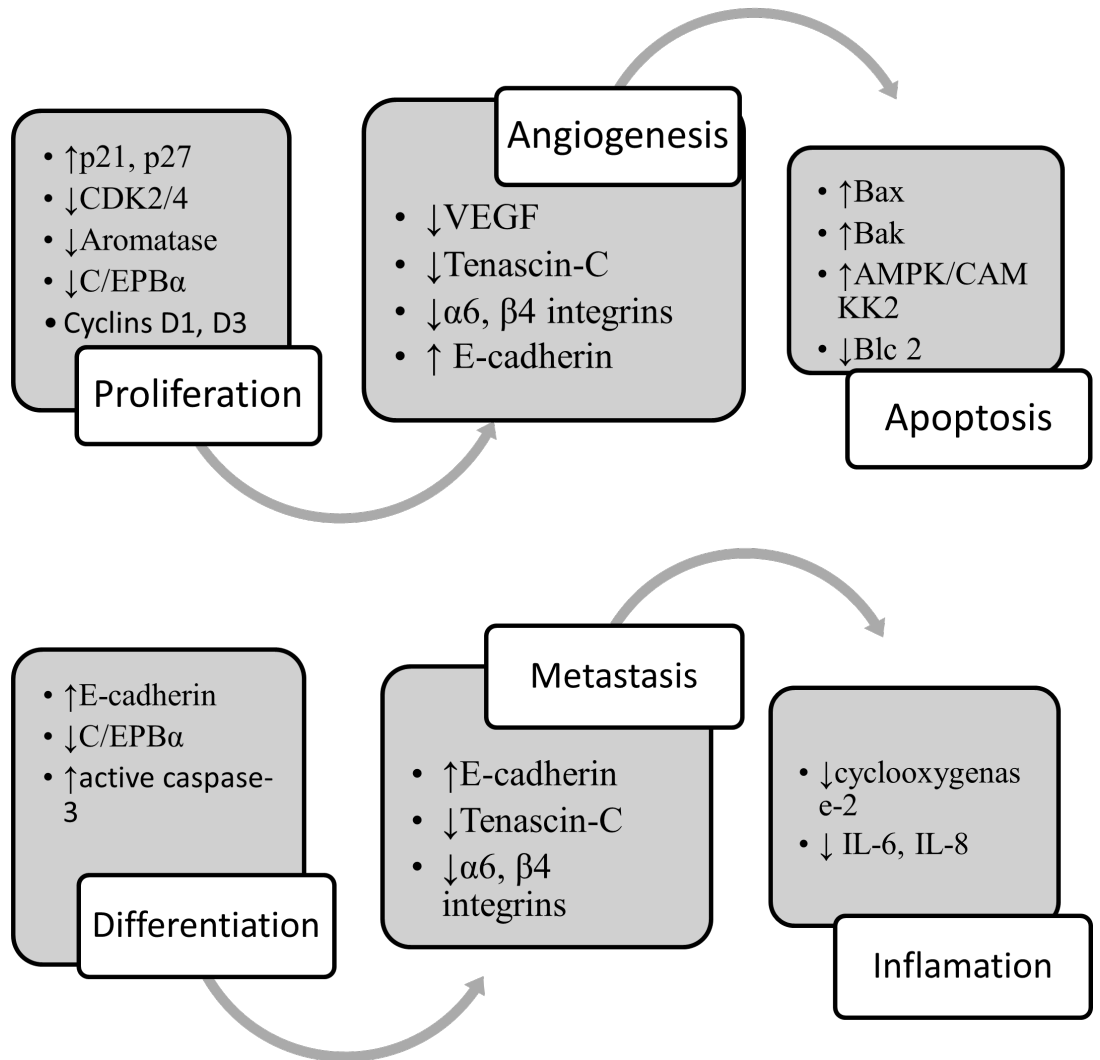 • ↑p21, p27
• ↓CDK2/4
• ↓Aromatase
• ↓C/EPBα
• Cyclins D1, D3
Proliferation
Angiogenesis
• ↓VEGF
• ↓Tenascin-C
• ↓α6, β4 integrins
• ↑ E-cadherin
• ↑Bax
• ↑Bak
• ↑AMPK/CAM
KK2
• ↓Blc 2
Apoptosis
• ↑E-cadherin
• ↓C/EPBα
• ↑active caspase-
3
Differentiation
Metastasis
• ↑E-cadherin
• ↓Tenascin-C
• ↓α6, β4
integrins
• ↓cyclooxygenas
e-2
• ↓ IL-6, IL-8
Inflamation